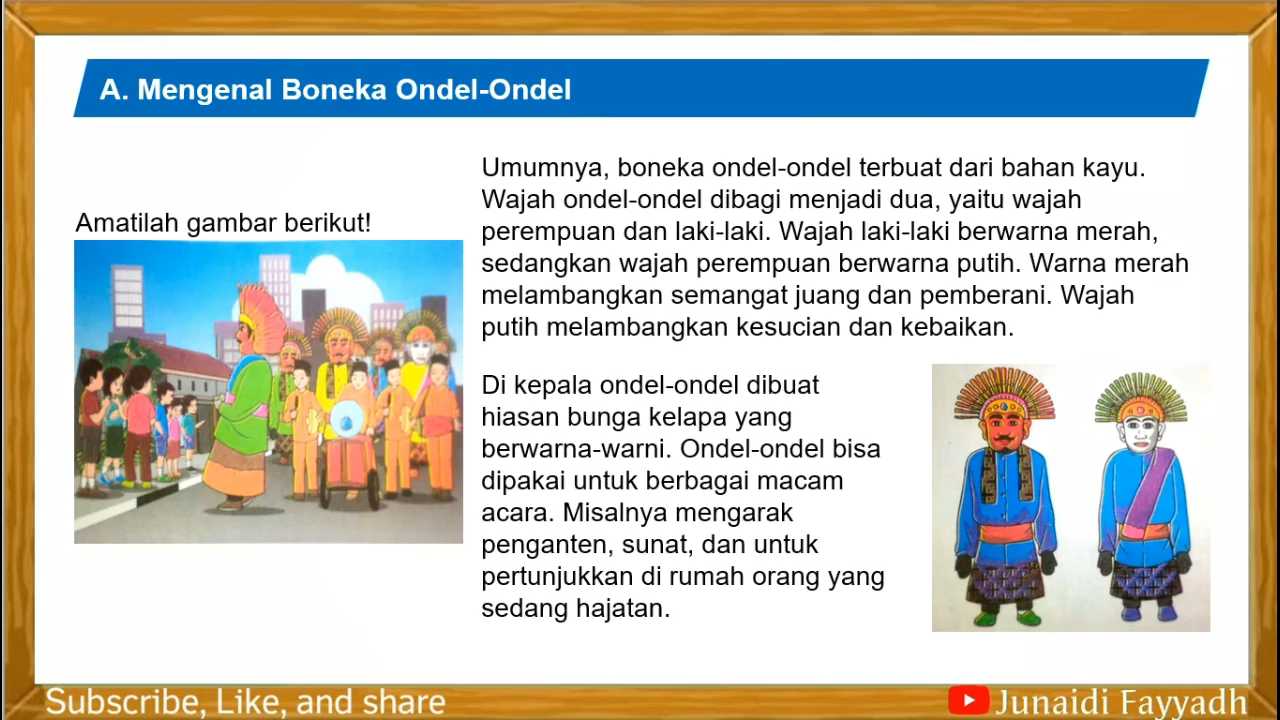 A. Mengenal Boneka Ondel-Ondel
Amatilah gambar berikut!
Umumnya, boneka ondel-ondel terbuat dari bahan kayu.
Wajah ondel-ondel dibagi menjadi dua, yaitu wajah
perempuan dan laki-laki. Wajah laki-laki berwarna merah,
sedangkan wajah perempuan berwarna putih. Warna merah
melambangkan semangat juang dan pemberani. Wajah
putih melambangkan kesucian dan kebaikan.
Di kepala ondel-ondel dibuat
hiasan bunga kelapa yang
berwarna-warni. Ondel-ondel bisa
dipakai untuk berbagai macam
acara. Misalnya mengarak
penganten, sunat, dan untuk
pertunjukkan di rumah orang yang
sedang hajatan.
Subscribe, Like, and share
Junaidi Fayyadh